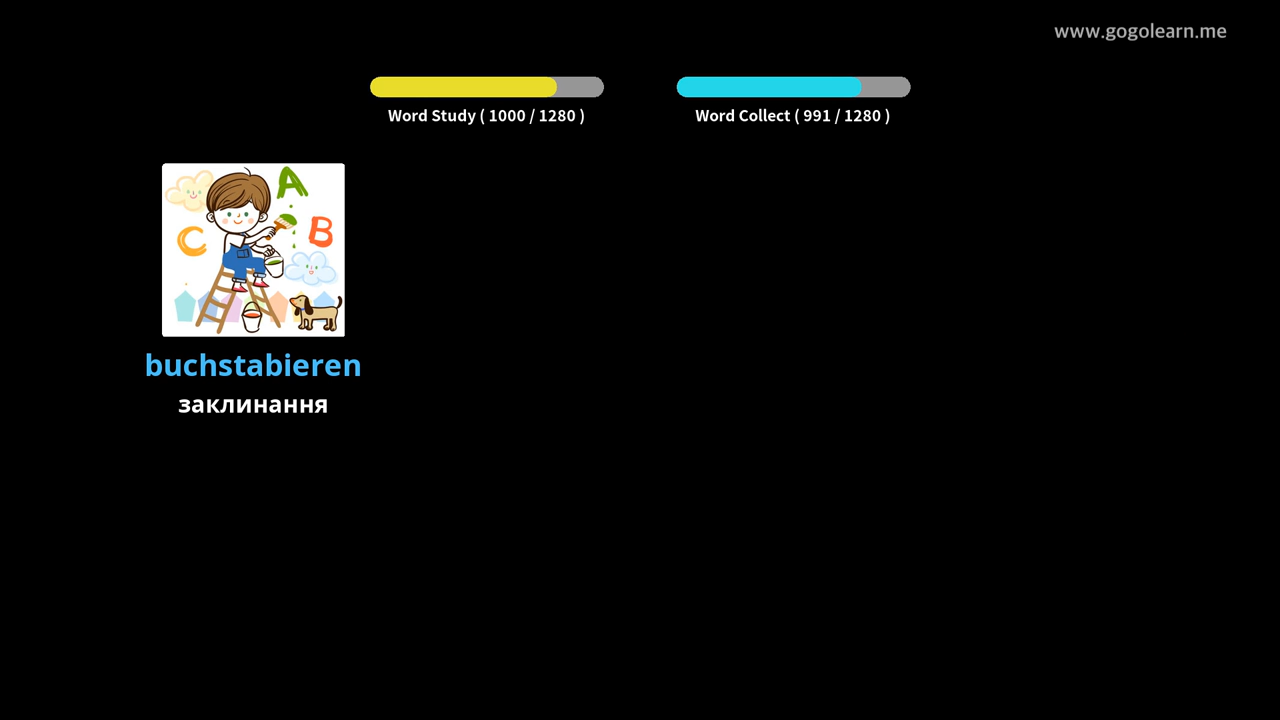 www.gogolearn.me
Word Study ( 1000 / 1280 )
Word Collect ( 991 / 1280 )
A
B
C
buchstabieren
заклинання